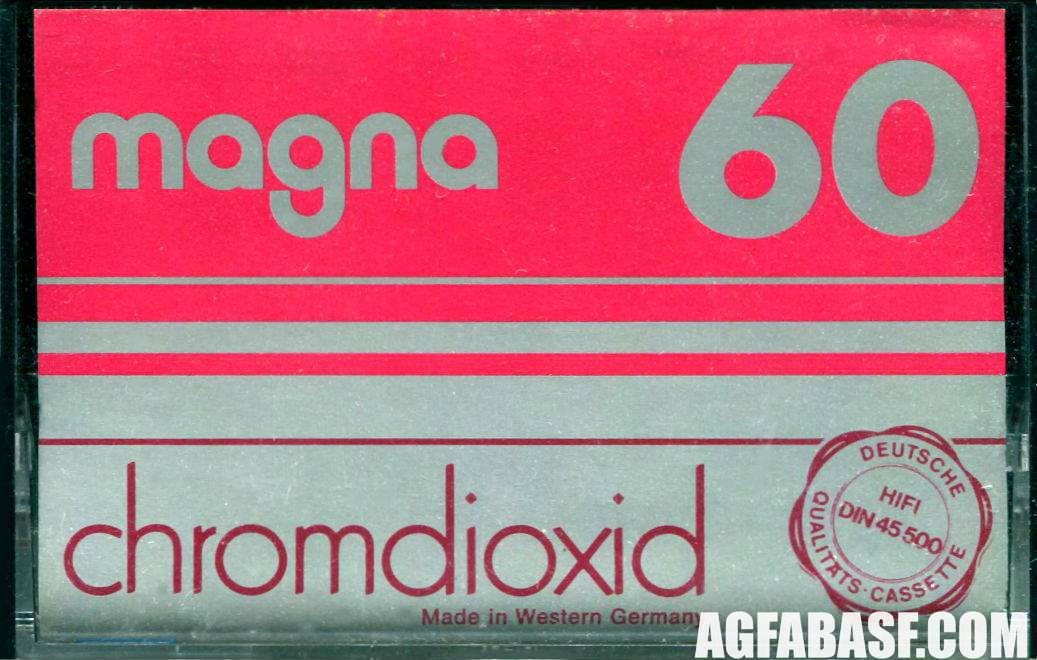 magna 60
chromdioxid
Made in Western Germany
DEUTSCHE
HIFI
DIN 45 500
QUALITÄTS-CASSETTE
AGFABASF.COM